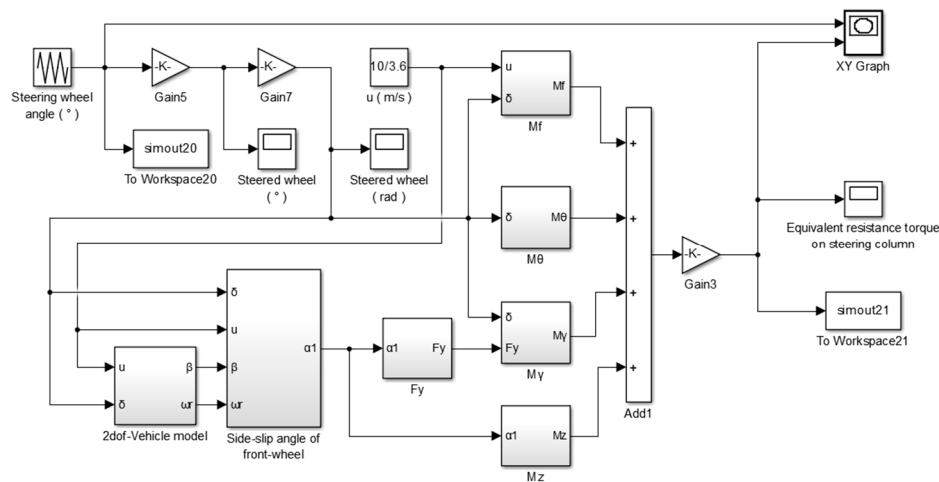 XY Graph
Steering wheel
angle ( ° )
-K-
Gain5
-K-
Gain7
10/3.6
u ( m/s )
u
δ
Mf
Mf
simout20
To Workspace20
Steered wheel
( ° )
Steered wheel
( rad )
δ
Mθ
Mθ
+
+
+
+
Add1
-K-
Gain3
Equivalent resistance torque
on steering column
simout21
To Workspace21
δ
u
β
ωr
α1
Side-slip angle of
front-wheel
u
δ
β
ωr
2dof-Vehicle model
α1
Fy
Fy
δ
Fy
Mγ
Mγ
α1
Mz
Mz